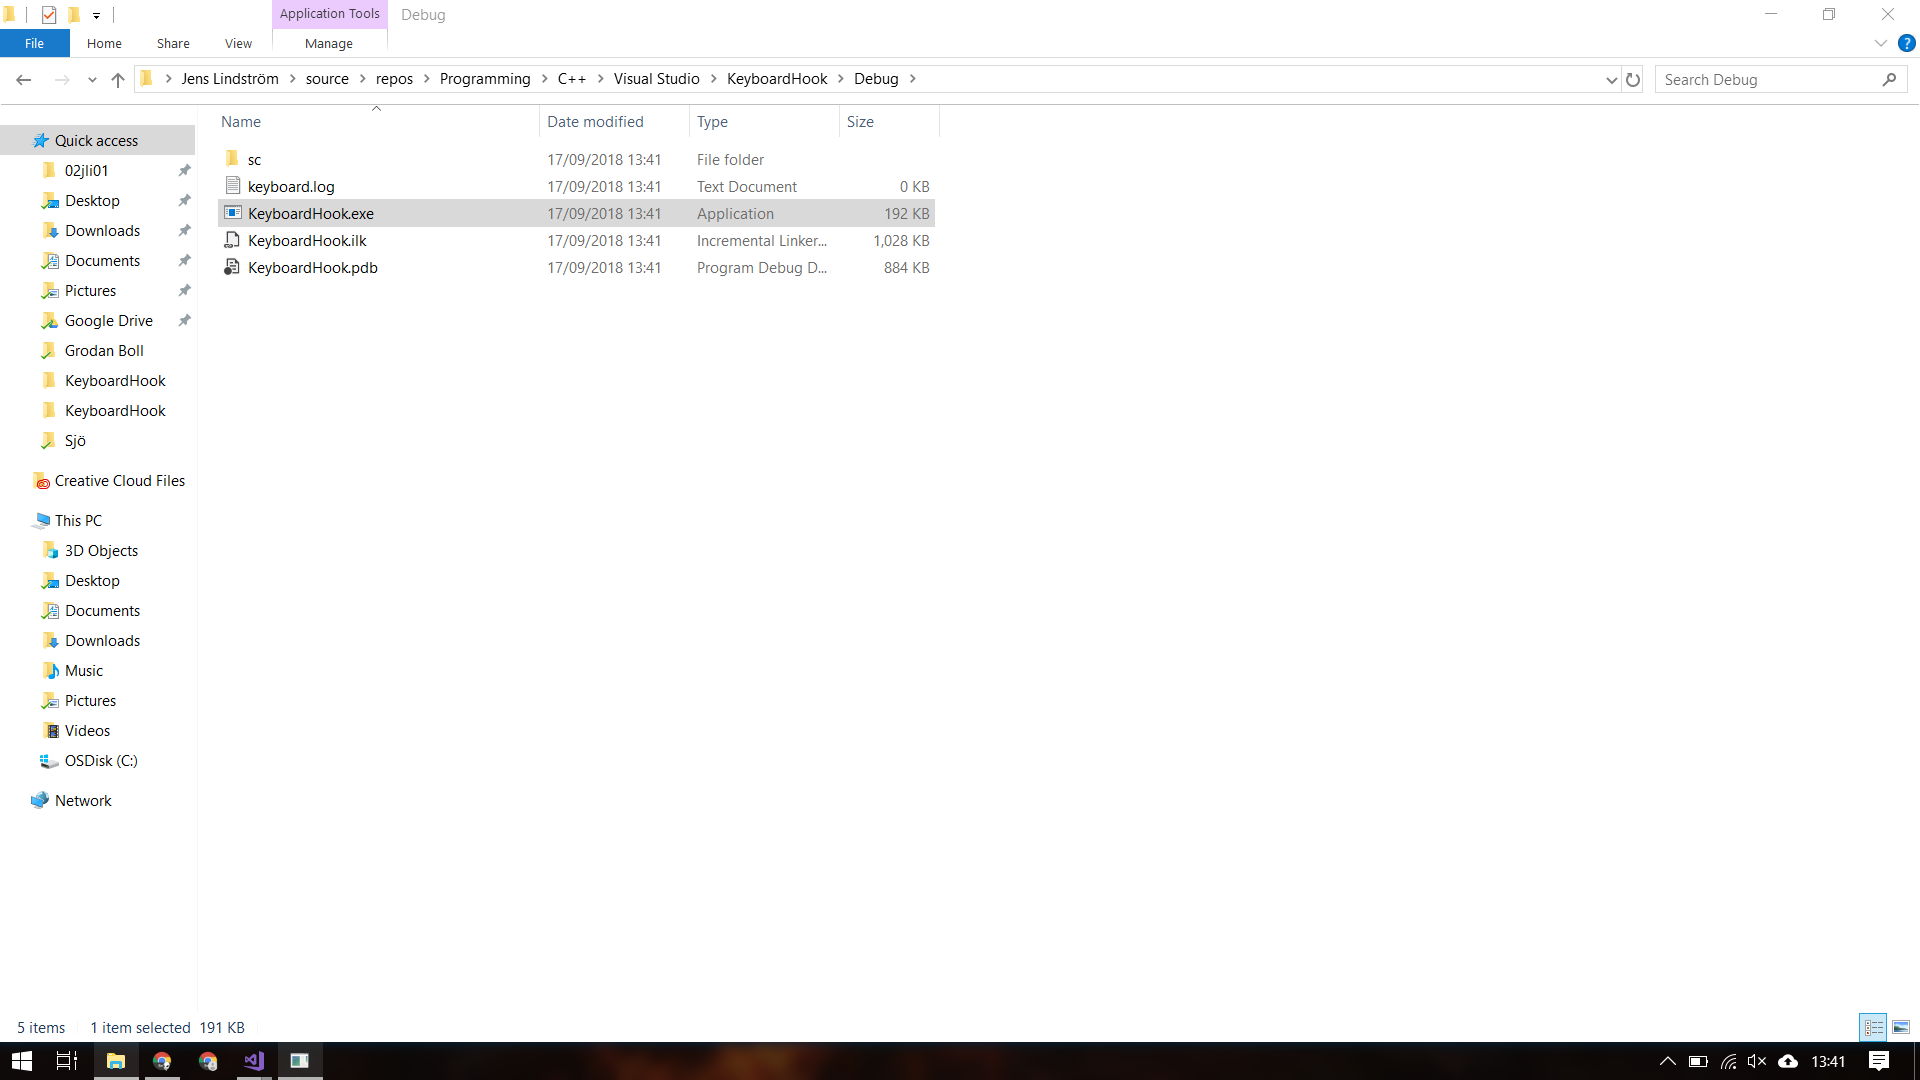 Application Tools
Debug
File
Home
Share
View
Manage
?
Jens Lindström
source
repos
Programming
C++
Visual Studio
KeyboardHook
Debug
Search Debug
Name
Date modified
Type
Size
sc
17/09/2018 13:41
File folder
keyboard.log
17/09/2018 13:41
Text Document
0 KB
KeyboardHook.exe
17/09/2018 13:41
Application
192 KB
KeyboardHook.ilk
17/09/2018 13:41
Incremental Linker...
1,028 KB
KeyboardHook.pdb
17/09/2018 13:41
Program Debug D...
884 KB
Quick access
02jli01
Desktop
Downloads
Documents
Pictures
Google Drive
Grodan Boll
KeyboardHook
KeyboardHook
Sjö
Creative Cloud Files
This PC
3D Objects
Desktop
Documents
Downloads
Music
Pictures
Videos
OSDisk (C:)
Network
5 items
1 item selected
191 KB
13:41